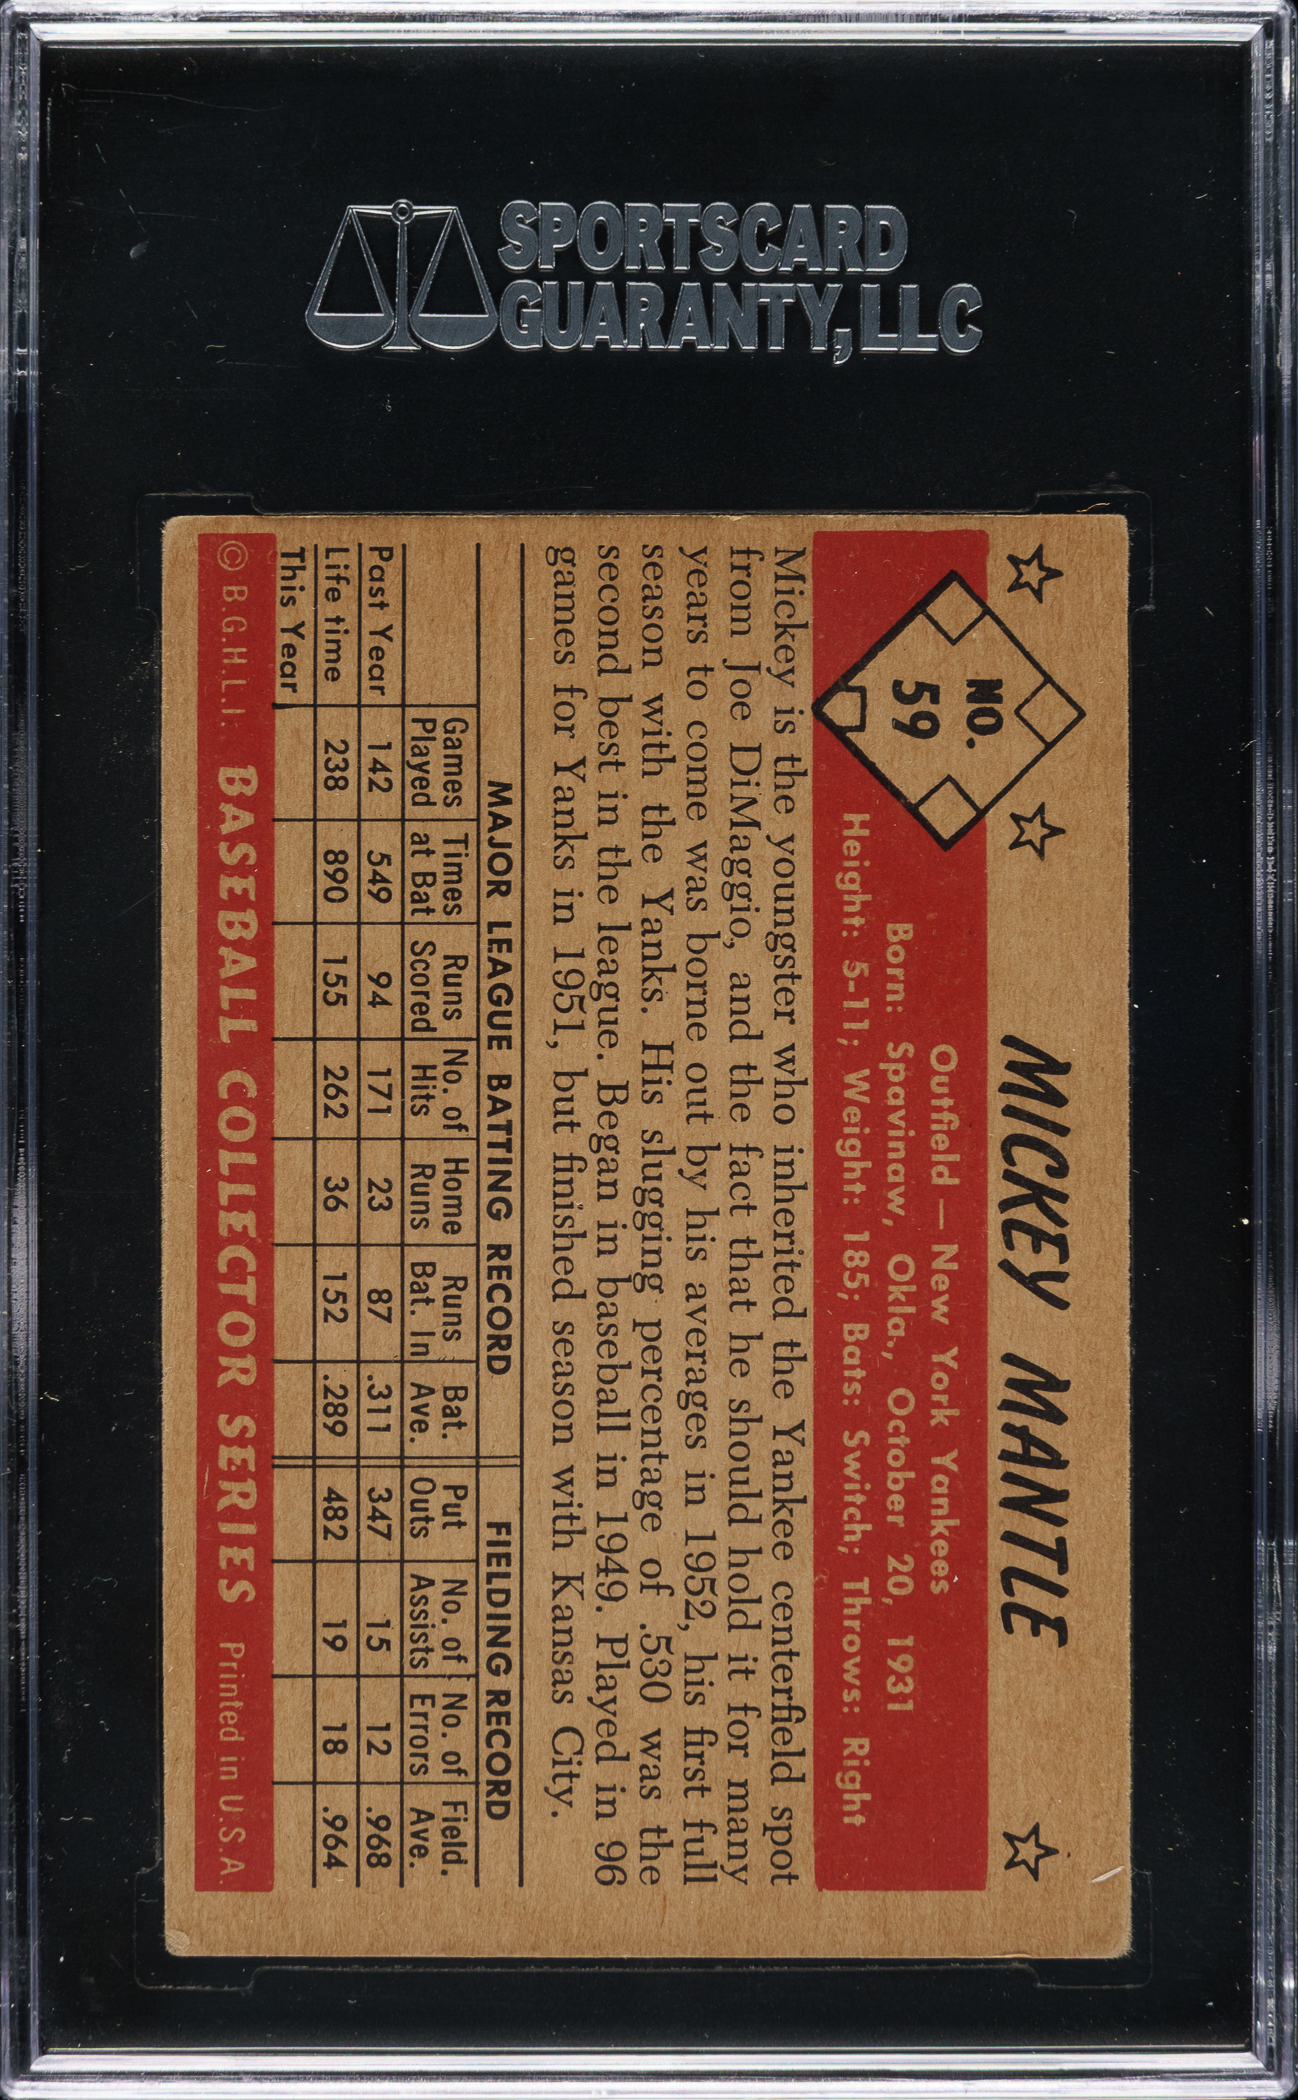 SPORTSCARD
GUARANTY, LLC
MICKEY MANTLE
NO.
59
Outfield — New York Yankees
Born: Spavinaw, Okla., October 20, 1931
Height: 5-11; Weight: 185; Bats: Switch; Throws: Right
Mickey is the youngster who inherited the Yankee centerfield spot
from Joe DiMaggio, and the fact that he should hold it for many
years to come was borne out by his averages in 1952, his first full
season with the Yanks. His slugging percentage of .530 was the
second best in the league. Began in baseball in 1949. Played in 96
games for Yanks in 1951, but finished season with Kansas City.
MAJOR LEAGUE BATTING RECORD FIELDING RECORD
Games Times Runs No. of Home Runs Bat. Put No. of No. of Field.
Played at Bat Scored Hits Runs Bat. In Ave. Outs Assists Errors Ave.
Past Year 142 549 94 171 23 87 .311 347 15 12 .968
Life time 238 890 155 262 36 152 .289 482 19 18 .964
This Year
© B.G.H.L.I. BASEBALL COLLECTOR SERIES Printed in U.S.A.